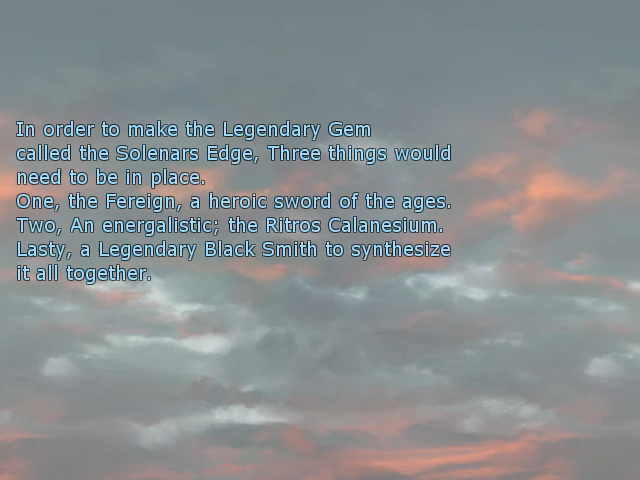 In order to make the Legendary Gem
called the Solenars Edge, Three things would
need to be in place.
One, the Fereign, a heroic sword of the ages.
Two, An energalistic; the Ritros Calanesium.
Lasty, a Legendary Black Smith to synthesize
it all together.